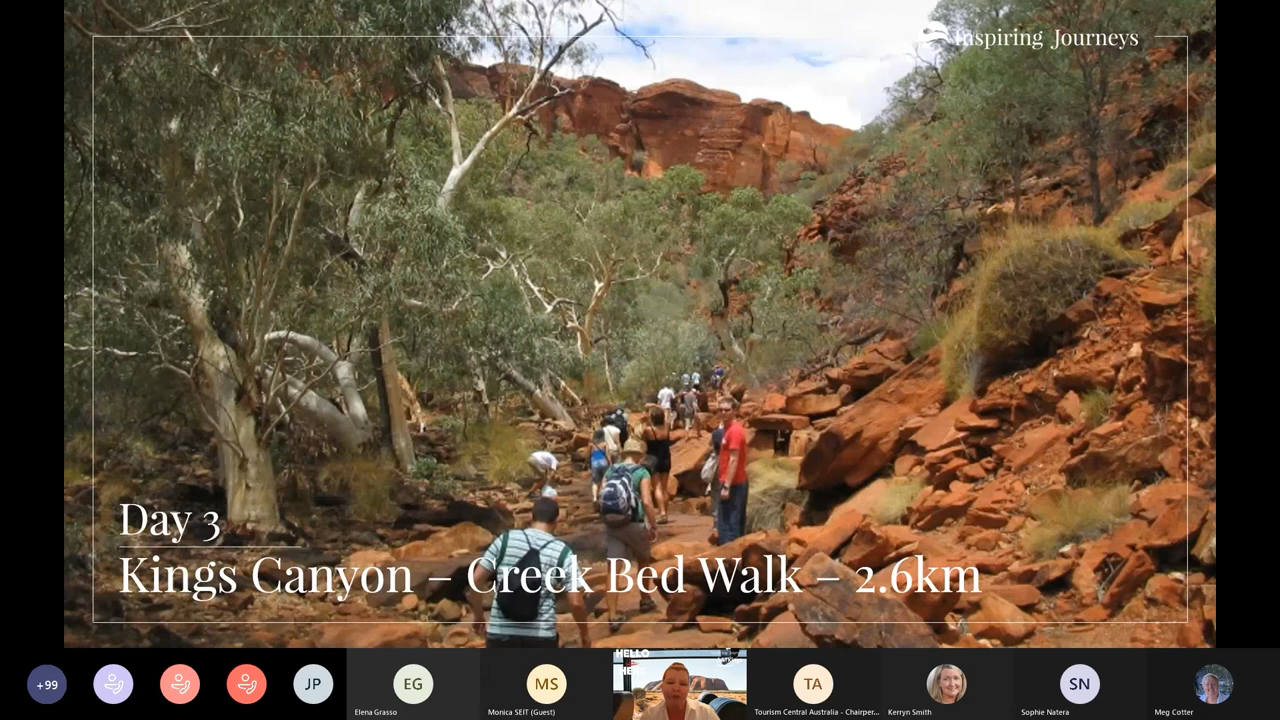 Inspiring Journeys
Day 3
Kings Canyon – Creek Bed Walk – 2.6km
+99
JP
EG
Elena Grasso
MS
Monica SEIT (Guest)
HELLO
TA
Tourism Central Australia - Chairper...
Kerryn Smith
SN
Sophie Natera
Meg Cotter